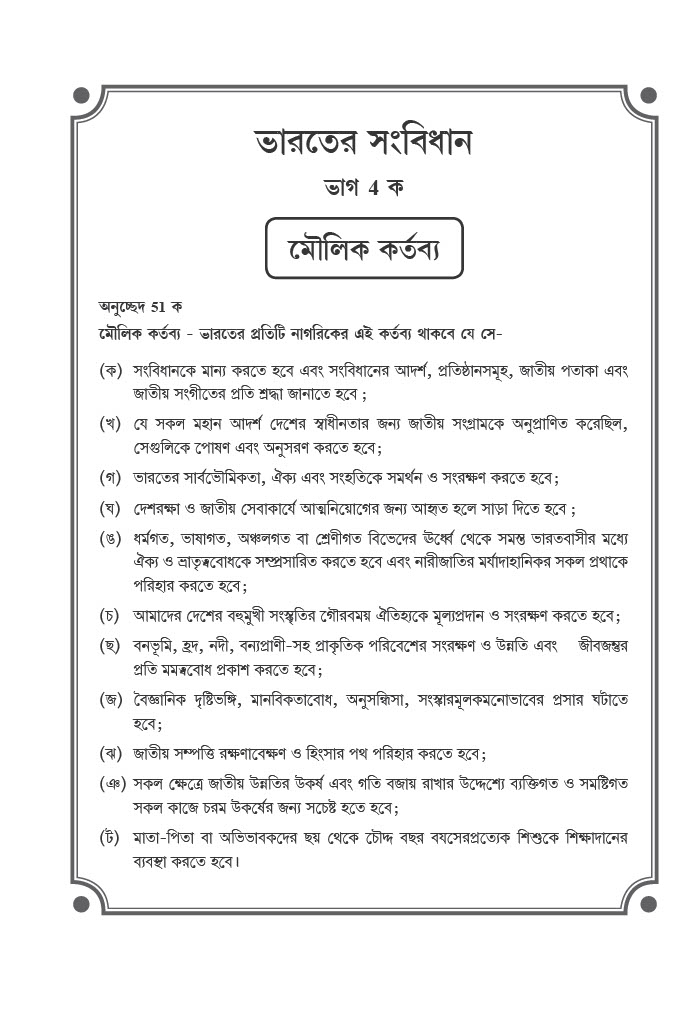 ভারতের সংবিধান
ভাগ 4 ক
মৌলিক কর্তব্য
অনুচ্ছেদ 51 ক
মৌলিক কর্তব্য - ভারতের প্রতিটি নাগরিকের এই কর্তব্য থাকবে যে সে-
(ক) সংবিধানকে মান্য করতে হবে এবং সংবিধানের আদর্শ, প্রতিষ্ঠানসমূহ, জাতীয় পতাকা এবং
জাতীয় সংগীতের প্রতি শ্রদ্ধা জানাতে হবে ;
(খ) যে সকল মহান আদর্শ দেশের স্বাধীনতার জন্য জাতীয় সংগ্রামকে অনুপ্রাণিত করেছিল,
সেগুলিকে পোষণ এবং অনুসরণ করতে হবে;
(গ) ভারতের সার্বভৌমিকতা, ঐক্য এবং সংহতিকে সমর্থন ও সংরক্ষণ করতে হবে;
(ঘ) দেশরক্ষা ও জাতীয় সেবাকার্যে আত্মনিয়োগের জন্য আহূত হলে সাড়া দিতে হবে ;
(ঙ) ধর্মগত, ভাষাগত, অঞ্চলগত বা শ্রেণীগত বিভেদের ঊর্ধ্বে থেকে সমস্ত ভারতবাসীর মধ্যে
ঐক্য ও ভ্রাতৃত্ববোধকে সম্প্রসারিত করতে হবে এবং নারীজাতির মর্যাদাহানিকর সকল প্রথাকে
পরিহার করতে হবে;
(চ) আমাদের দেশের বহুমুখী সংস্কৃতির গৌরবময় ঐতিহ্যকে মূল্যপ্রদান ও সংরক্ষণ করতে হবে;
(ছ) বনভূমি, হ্রদ, নদী, বন্যপ্রাণী-সহ প্রাকৃতিক পরিবেশের সংরক্ষণ ও উন্নতি এবং জীবজন্তুর
প্রতি মমত্ববোধ প্রকাশ করতে হবে;
(জ) বৈজ্ঞানিক দৃষ্টিভঙ্গি, মানবিকতাবোধ, অনুসন্ধিসা, সংস্কারমূলকমনোভাবের প্রসার ঘটাতে
হবে;
(ঝ) জাতীয় সম্পত্তি রক্ষণাবেক্ষণ ও হিংসার পথ পরিহার করতে হবে;
(ঞ) সকল ক্ষেত্রে জাতীয় উন্নতির উকর্ষ এবং গতি বজায় রাখার উদ্দেশ্যে ব্যক্তিগত ও সমষ্টিগত
সকল কাজে চরম উকর্ষের জন্য সচেষ্ট হতে হবে;
(ট) মাতা-পিতা বা অভিভাবকদের ছয় থেকে চৌদ্দ বছর বযসেরপ্রত্যেক শিশুকে শিক্ষাদানের
ব্যবস্থা করতে হবে।